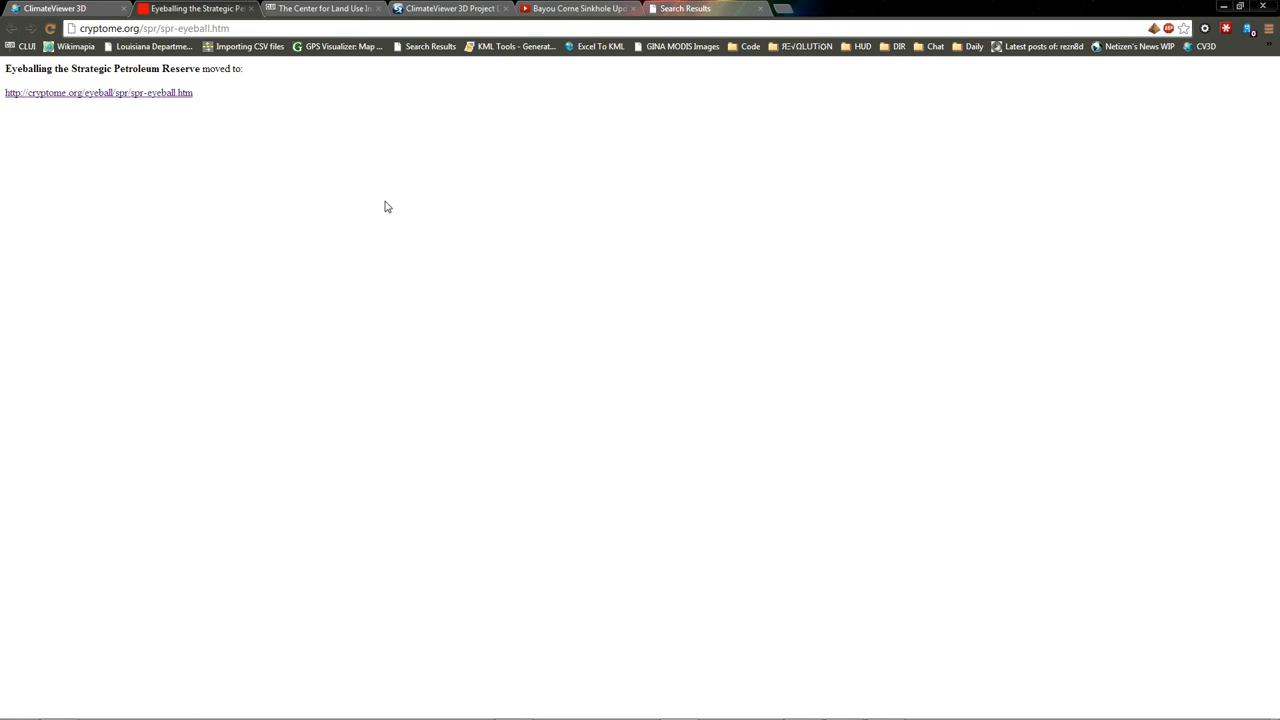 ClimateViewer 3D
Eyeballing the Strategic Pet
The Center for Land Use In
ClimateViewer 3D Project [
Bayou Corne Sinkhole Upd
Search Results
cryptome.org/spr/spr-eyeball.htm
CLUI
Wikimapia
Louisiana Departme...
Importing CSV files
GPS Visualizer: Map ...
Search Results
KML Tools - Generat...
Excel To KML
GINA MODIS Images
Code
DIR
Chat
Daily
HUD
Latest posts of: rezn8d
Netizen's News WIP
CV3D
Eyeballing the Strategic Petroleum Reserve moved to:
http://cryptome.org/eyeball/spr/spr-eyeball.htm